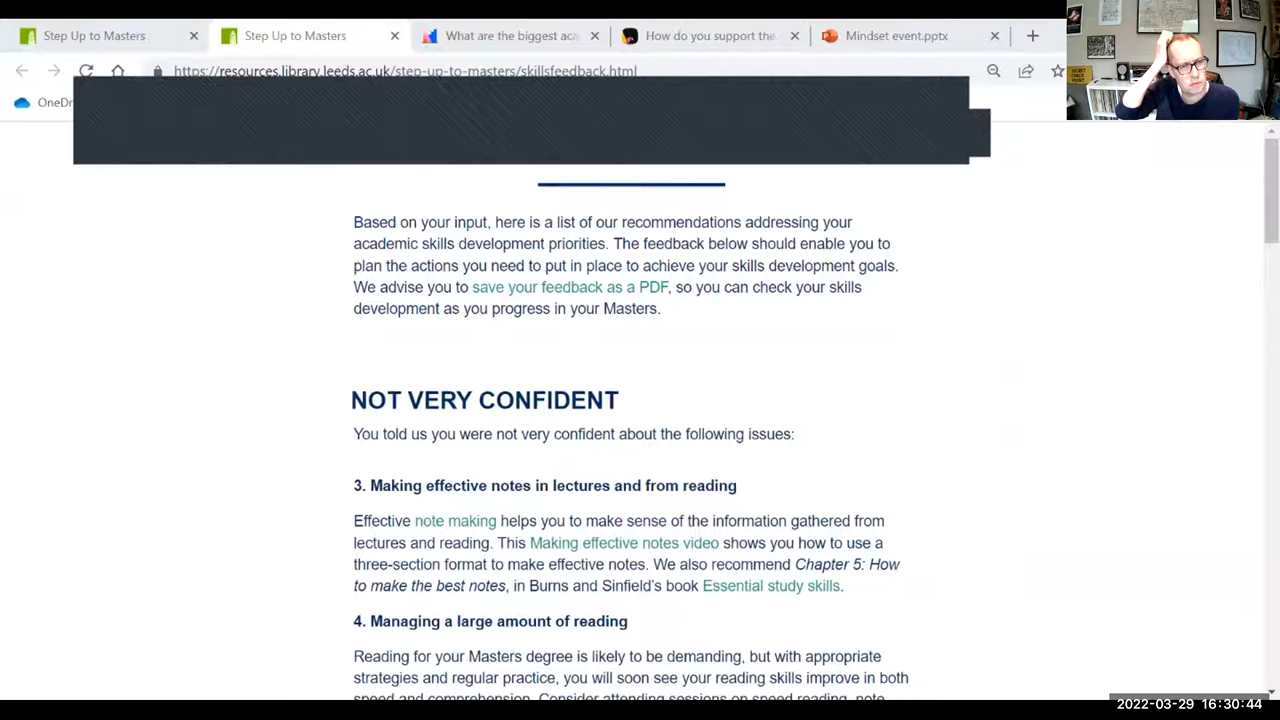 Step Up to Masters
Step Up to Masters
What are the biggest aca
How do you support the
Mindset event.pptx
https://resources.library.leeds.ac.uk/step-up-to-masters/skillsfeedback.html
OneDr
Based on your input, here is a list of our recommendations addressing your
academic skills development priorities. The feedback below should enable you to
plan the actions you need to put in place to achieve your skills development goals.
We advise you to save your feedback as a PDF, so you can check your skills
development as you progress in your Masters.
NOT VERY CONFIDENT
You told us you were not very confident about the following issues:
3. Making effective notes in lectures and from reading
Effective note making helps you to make sense of the information gathered from
lectures and reading. This Making effective notes video shows you how to use a
three-section format to make effective notes. We also recommend Chapter 5: How
to make the best notes, in Burns and Sinfield's book Essential study skills.
4. Managing a large amount of reading
Reading for your Masters degree is likely to be demanding, but with appropriate
strategies and regular practice, you will soon see your reading skills improve in both
speed and comprehension. Consider attending sessions on speed reading, note
2022-03-29 16:30:44